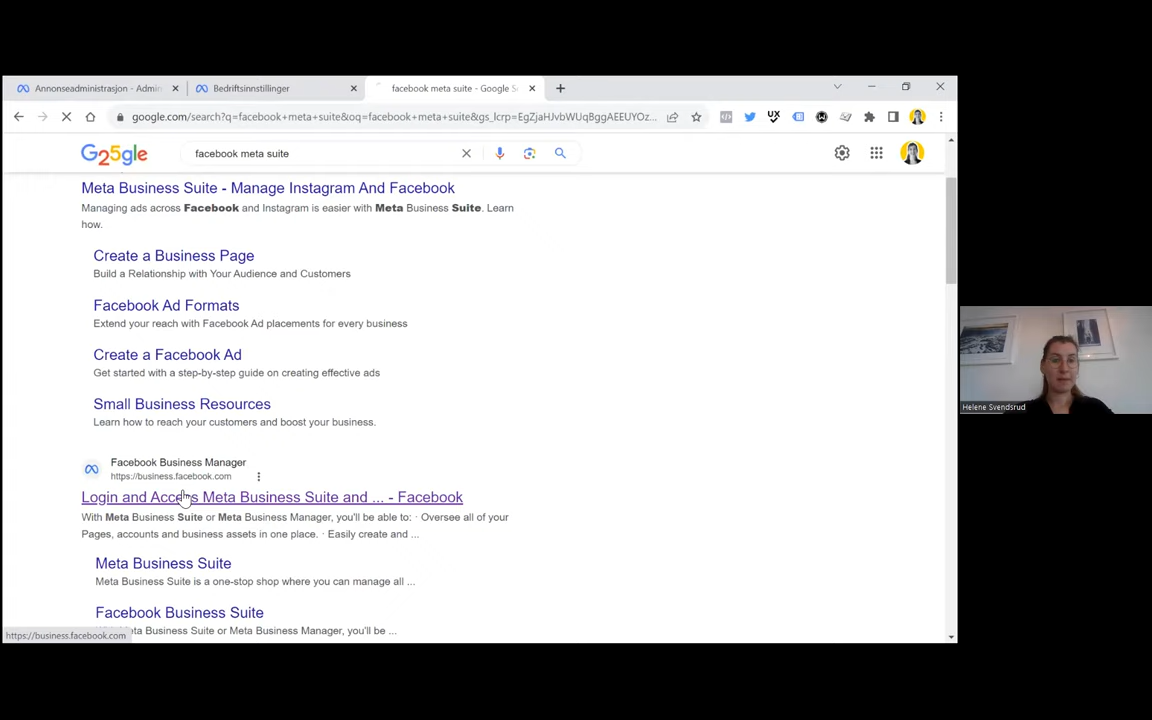 Annonseadministrasjon - Admin
Bedriftsinnstillinger
facebook meta suite - Google S
google.com/search?q=facebook+meta+suite&oq=facebook+meta+suite&gs_lcrp=EgZjaHJvbWUqBggAEEUYOz...
G25gle
facebook meta suite
Meta Business Suite - Manage Instagram And Facebook
Managing ads across Facebook and Instagram is easier with Meta Business Suite. Learn
how.
Create a Business Page
Build a Relationship with Your Audience and Customers
Facebook Ad Formats
Extend your reach with Facebook Ad placements for every business
Create a Facebook Ad
Get started with a step-by-step guide on creating effective ads
Small Business Resources
Learn how to reach your customers and boost your business.
Facebook Business Manager
https://business.facebook.com
Login and Access Meta Business Suite and ... - Facebook
With Meta Business Suite or Meta Business Manager, you'll be able to: · Oversee all of your
Pages, accounts and business assets in one place. · Easily create and ...
Meta Business Suite
Meta Business Suite is a one-stop shop where you can manage all ...
Facebook Business Suite
Meta Business Suite or Meta Business Manager, you'll be ...
https://business.facebook.com
Helene Svendsrud